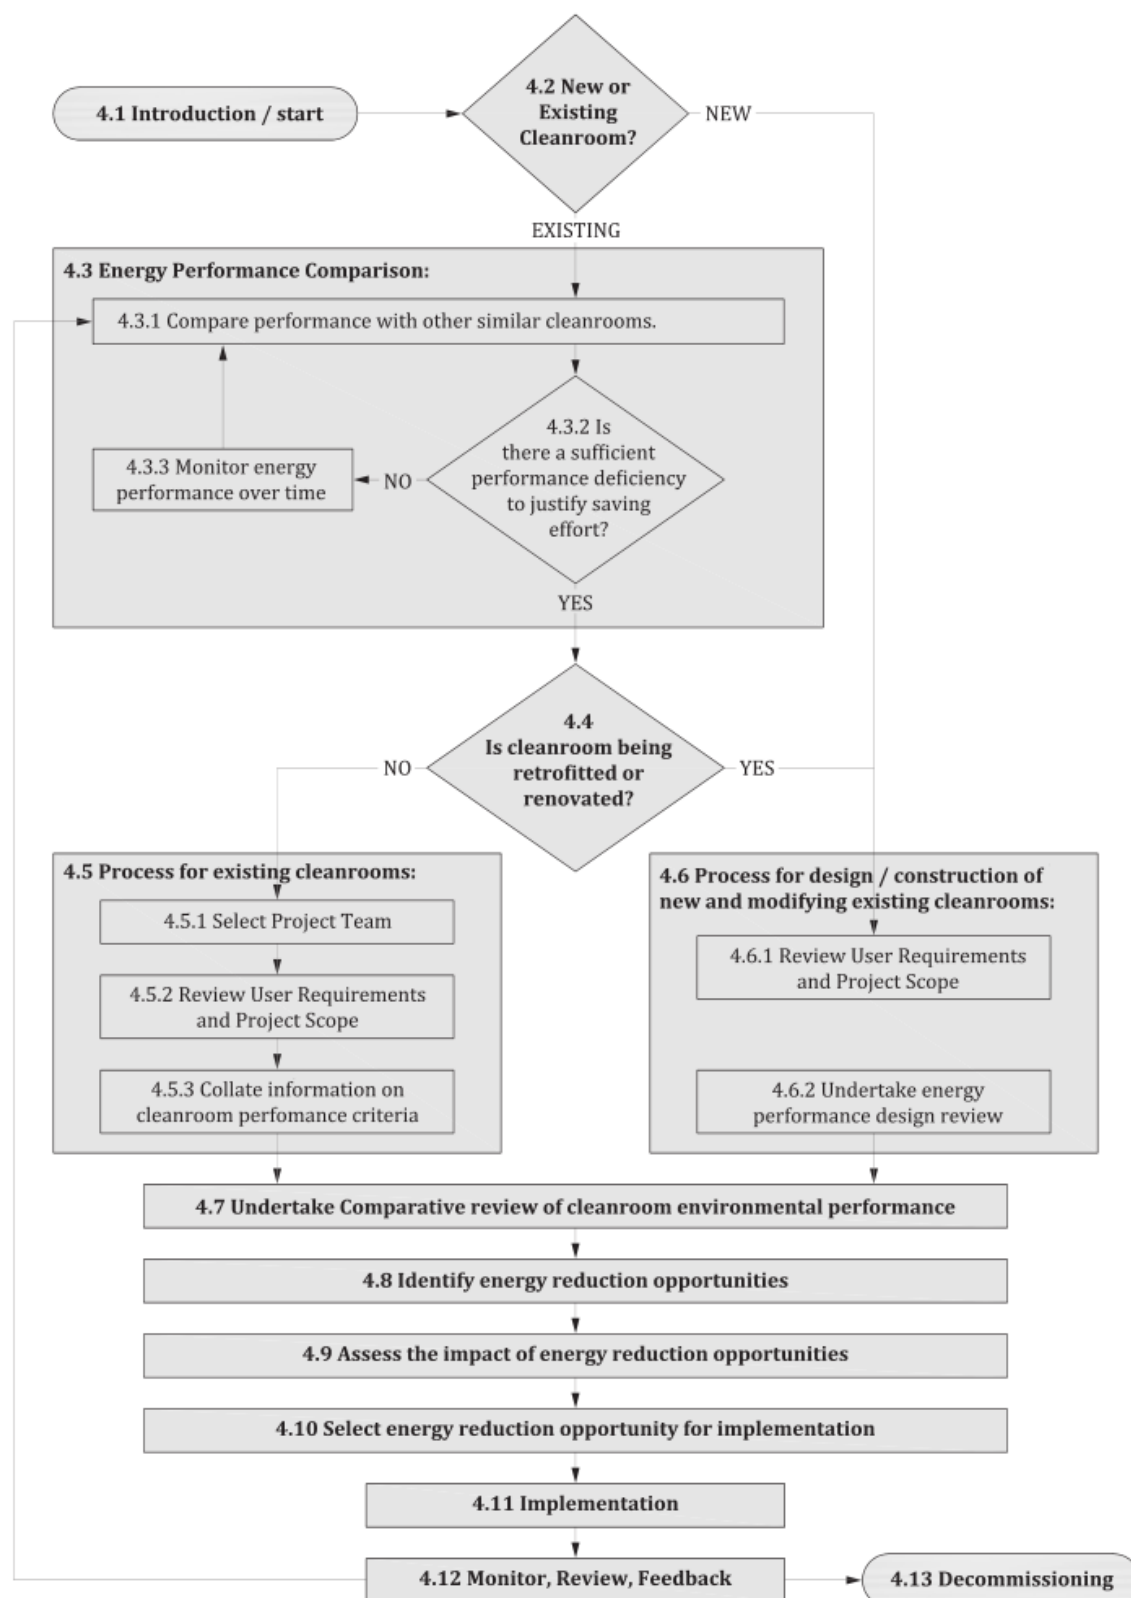 4.1 Introduction / start
4.2 New or
Existing
Cleanroom?
NEW
EXISTING
4.3 Energy Performance Comparison:
4.3.1 Compare performance with other similar cleanrooms.
4.3.2 Is
there a sufficient
performance deficiency
to justify saving
effort?
NO
4.3.3 Monitor energy
performance over time
YES
4.4
Is cleanroom being
retrofitted or
renovated?
NO
YES
4.5 Process for existing cleanrooms:
4.5.1 Select Project Team
4.5.2 Review User Requirements
and Project Scope
4.5.3 Collate information on
cleanroom perfomance criteria
4.6 Process for design / construction of
new and modifying existing cleanrooms:
4.6.1 Review User Requirements
and Project Scope
4.6.2 Undertake energy
performance design review
4.7 Undertake Comparative review of cleanroom environmental performance
4.8 Identify energy reduction opportunities
4.9 Assess the impact of energy reduction opportunities
4.10 Select energy reduction opportunity for implementation
4.11 Implementation
4.12 Monitor, Review, Feedback
4.13 Decommissioning